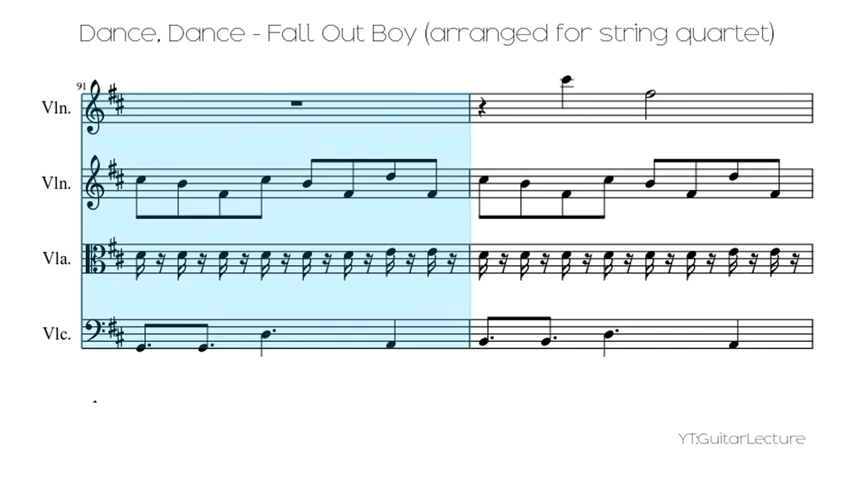 Dance, Dance - Fall Out Boy (arranged for string quartet)
91
Vln.
Vln.
Vla.
Vlc.
YT:GuitarLecture